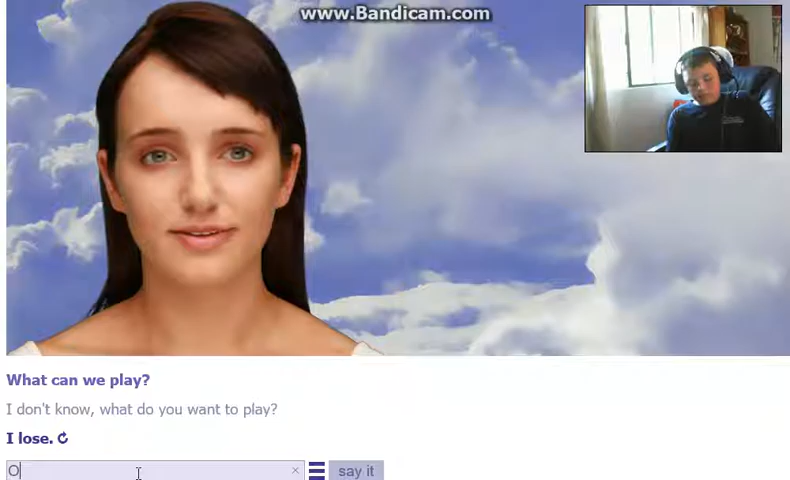 www.Bandicam.com
What can we play?
I don't know, what do you want to play?
I lose.
O
say it